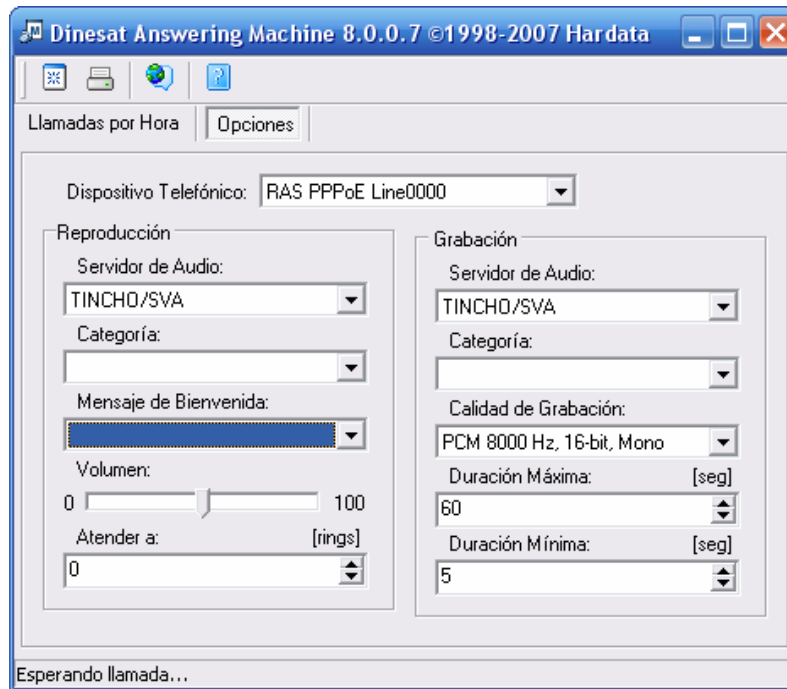 Dinesat Answering Machine 8.0.0.7 ©1998-2007 Hardata
Llamadas por Hora
Opciones
Dispositivo Telefónico: RAS PPPoE Line0000
Reproducción
Servidor de Audio:
TINCHO/SVA
Categoría:
Mensaje de Bienvenida:
Volumen:
0 100
Atender a: [rings]
0
Grabación
Servidor de Audio:
TINCHO/SVA
Categoría:
Calidad de Grabación:
PCM 8000 Hz, 16-bit, Mono
Duración Máxima: [seg]
60
Duración Mínima: [seg]
5
Esperando llamada...